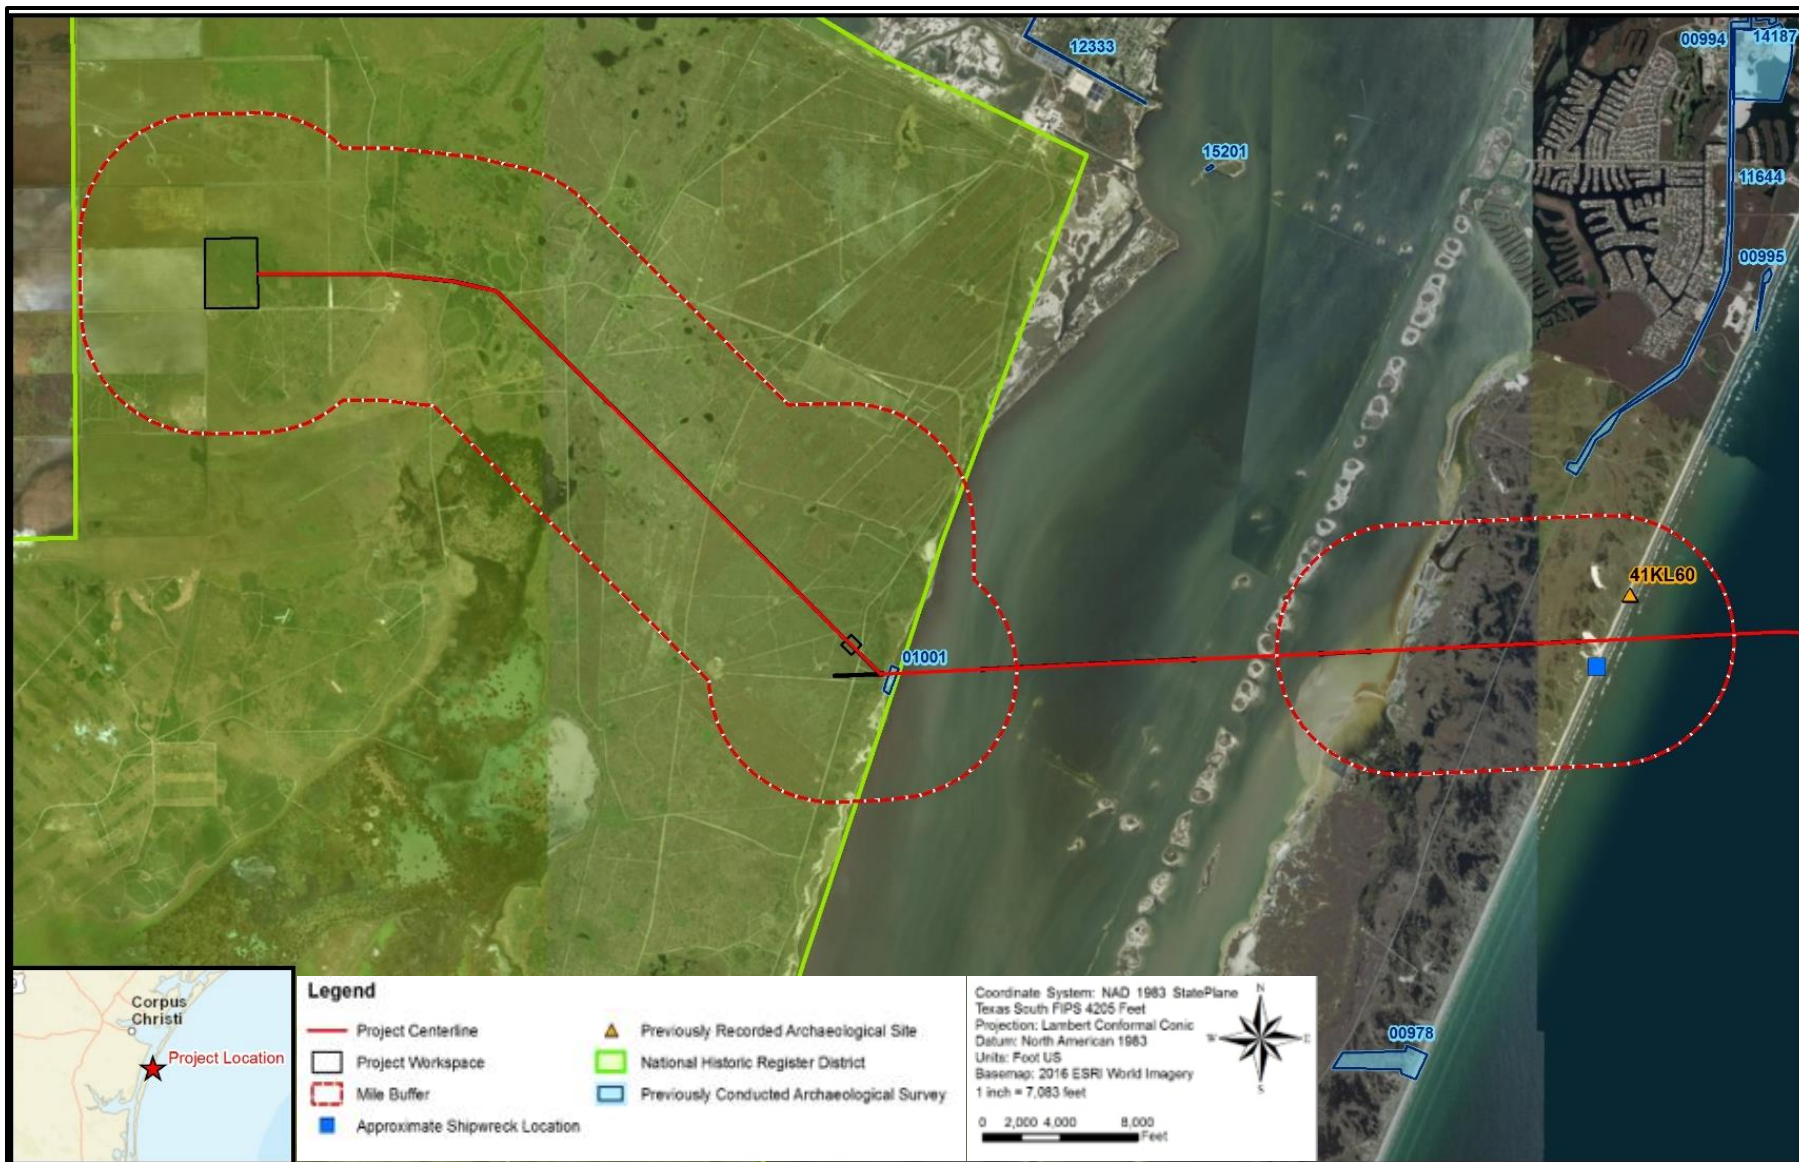 12333
00994
14187
15201
11644
00995
41KL60
01001
00978
Corpus
Christi
Project Location
Legend
Project Centerline
Project Workspace
Mile Buffer
Approximate Shipwreck Location
Previously Recorded Archaeological Site
National Historic Register District
Previously Conducted Archaeological Survey
Coordinate System: NAD 1983 StatePlane
Texas South FIPS 4205 Feet
Projection: Lambert Conformal Conic
Datum: North American 1983
Units: Foot US
Basemap: 2016 ESRI World Imagery
1 inch = 7,083 feet
0 2,000 4,000 8,000
Feet
N
W E
S